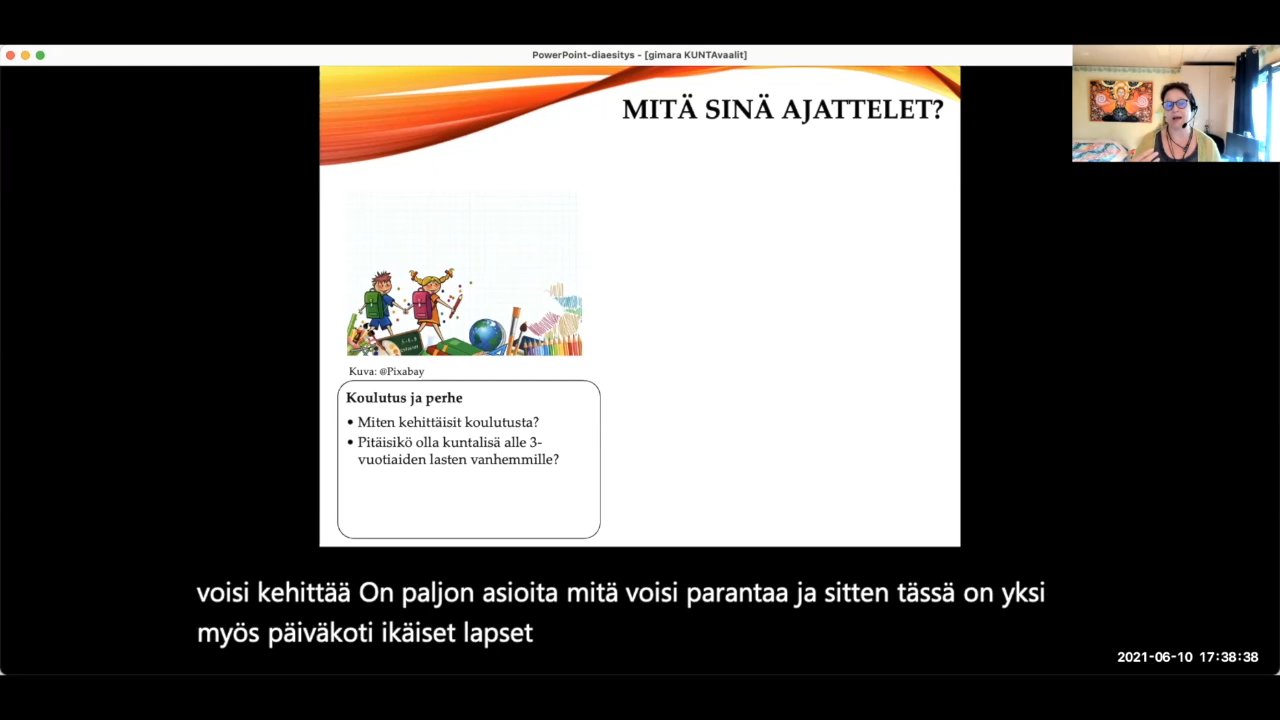 PowerPoint-diaesitys - [gimara KUNTAvaalit]
MITÄ SINÄ AJATTELET?
Kuva: @Pixabay
Koulutus ja perhe
• Miten kehittäisit koulutusta?
• Pitäisikö olla kuntalisä alle 3-
vuotiaiden lasten vanhemmille?
voisi kehittää On paljon asioita mitä voisi parantaa ja sitten tässä on yksi
myös päiväkoti ikäiset lapset
2021-06-10 17:38:38